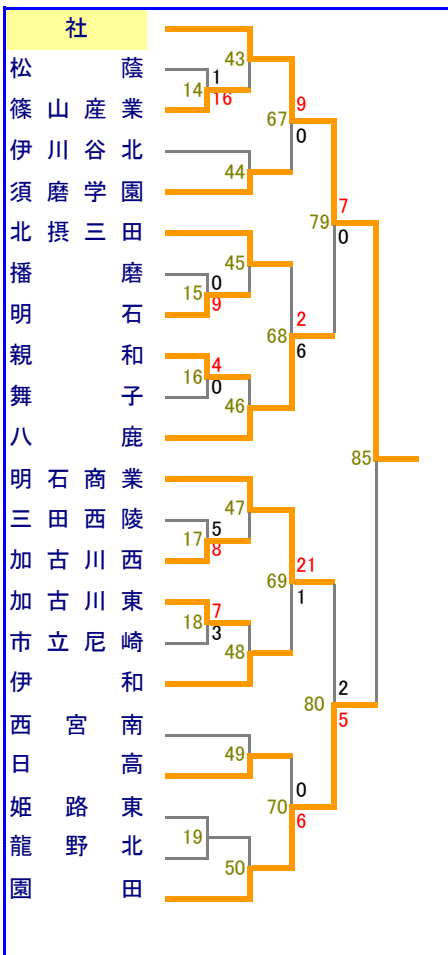 社
43
松蔭
1
14
篠山産業
16
9
67
0
伊川谷北
44
須磨学園
7
79
0
北摂三田
45
播磨
0
15
明石
9
2
68
6
親和
4
16
0
舞子
46
八鹿
85
明石商業
47
三田西陵
5
17
加古川西
8
21
69
1
加古川東
7
18
3
市立尼崎
48
伊和
2
80
5
西宮南
49
日高
0
70
6
姫路東
19
龍野北
50
園田